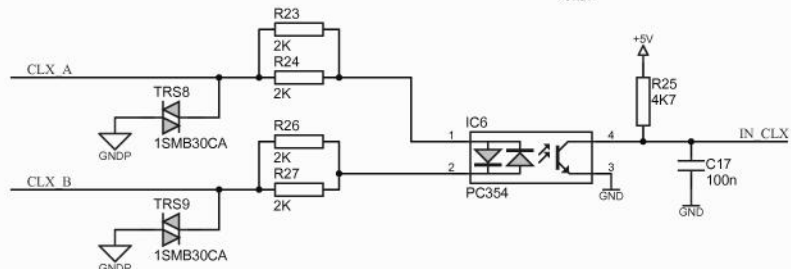 R23
2K
CLX_A
R24
2K
TRS8
1SMB30CA
GNDP
R26
2K
CLX_B
R27
2K
TRS9
1SMB30CA
GNDP
IC6
1
2
4
3
PC354
GND
+5V
R25
4K7
IN_CLX
C17
100n
GND